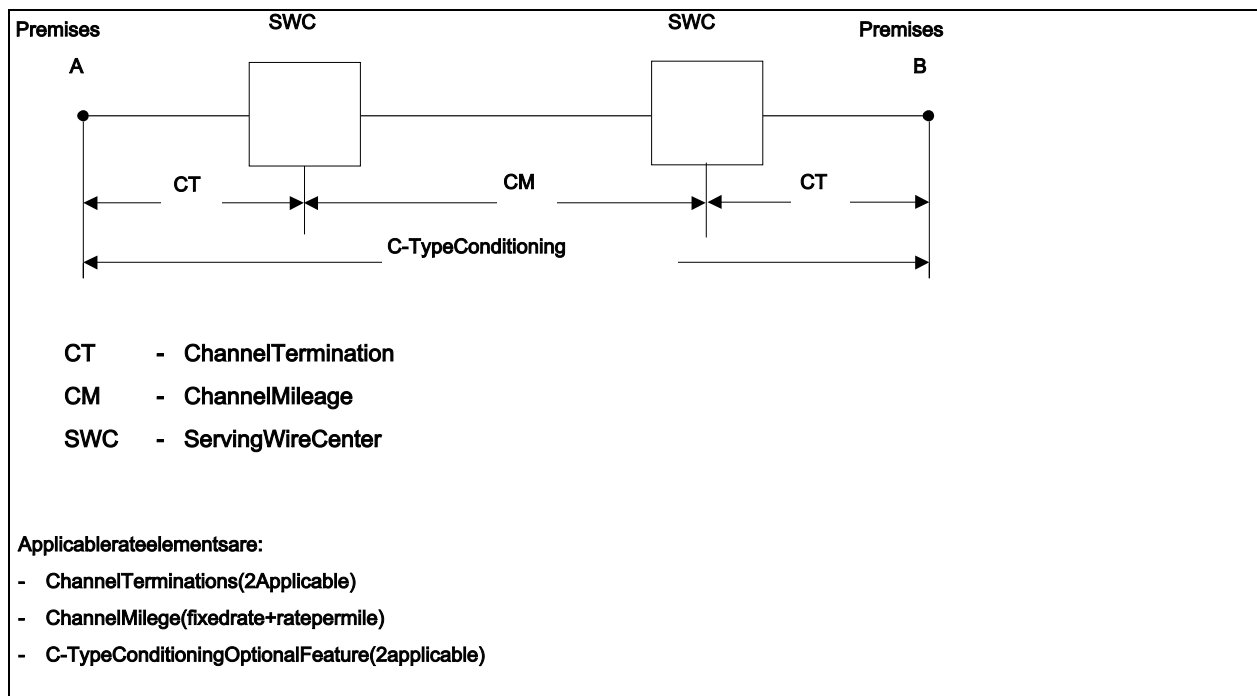 SWC SWC
Premises Premises
A B
CT CM CT
C-TypeConditioning
CT - ChannelTermination
CM - ChannelMileage
SWC - ServingWireCenter
Applicablerateelementsare:
- ChannelTerminations(2Applicable)
- ChannelMilege(fixedrate+ratepermile)
- C-TypeConditioningOptionalFeature(2applicable)